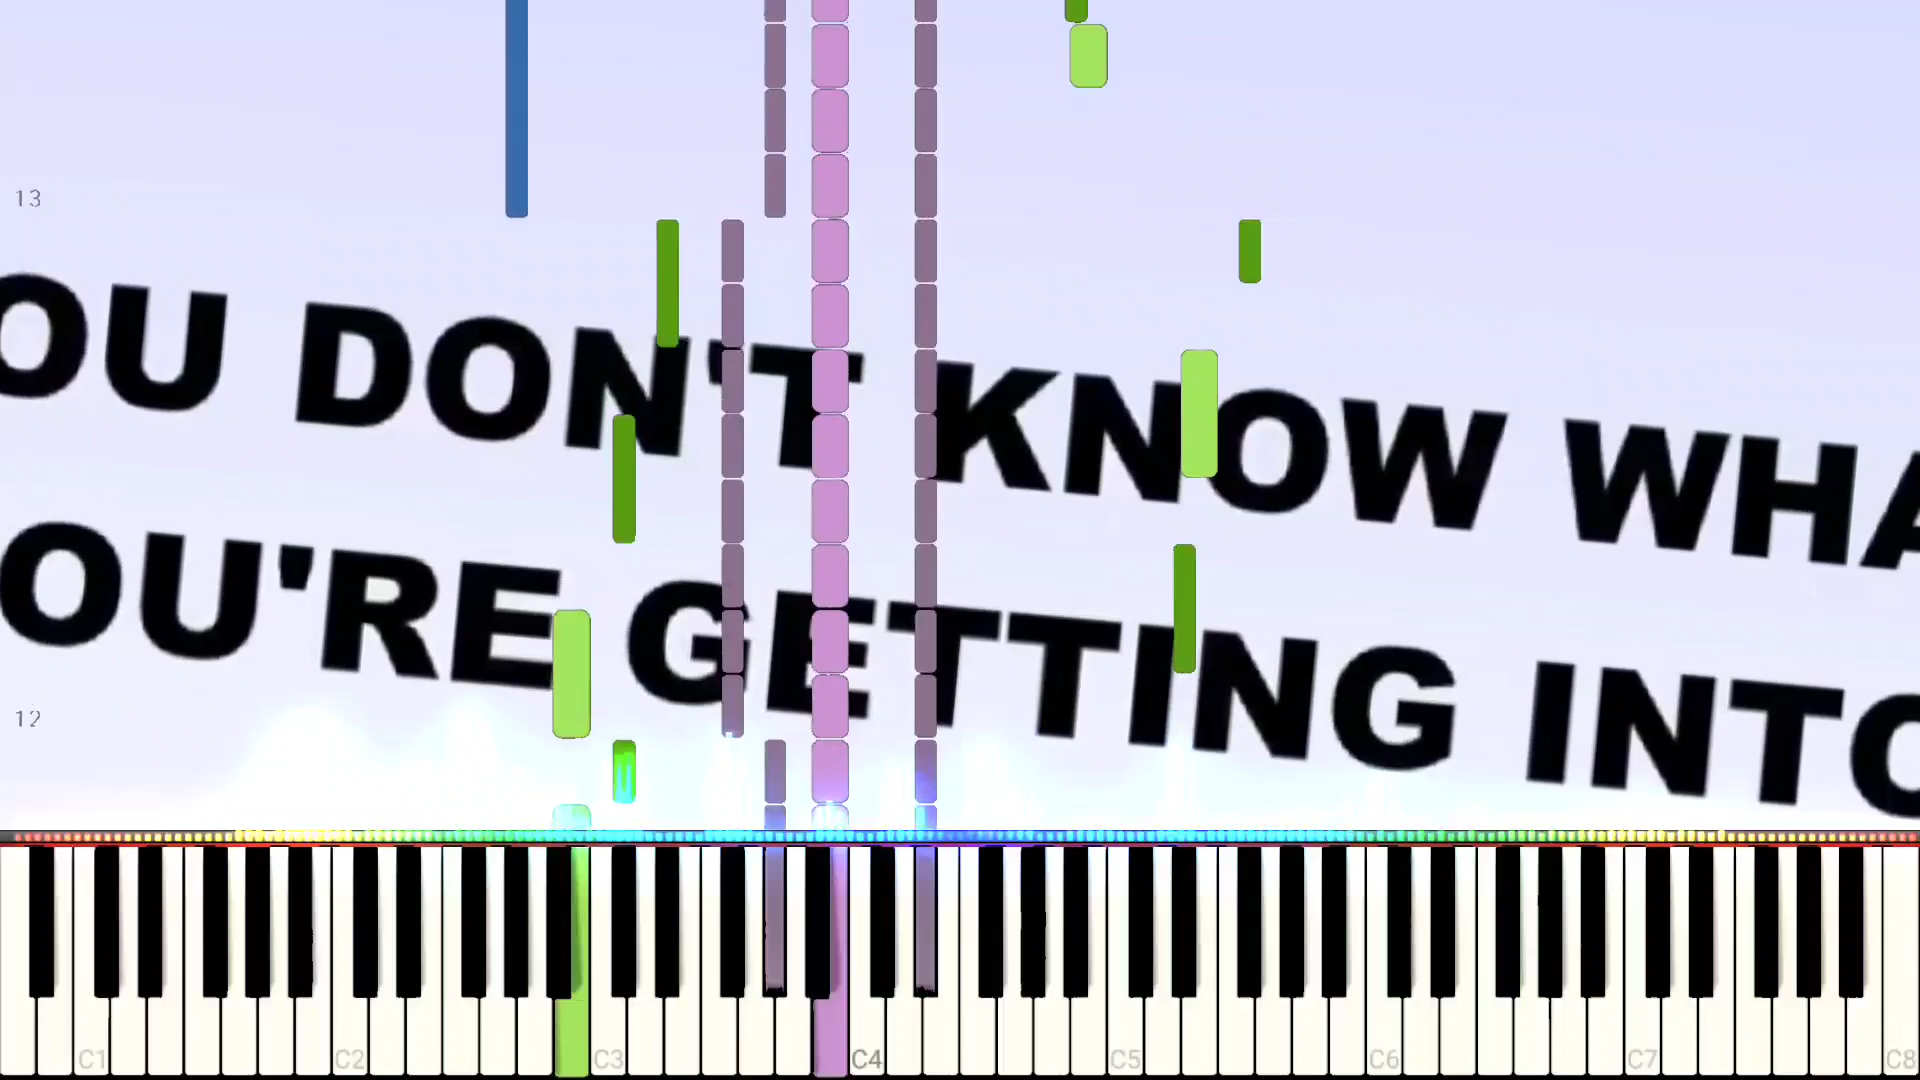 13
OU DON'T KNOW WHA
OU'RE GETTING INTO
12
C1 C2 C3 C4 C5 C6 C7 C8